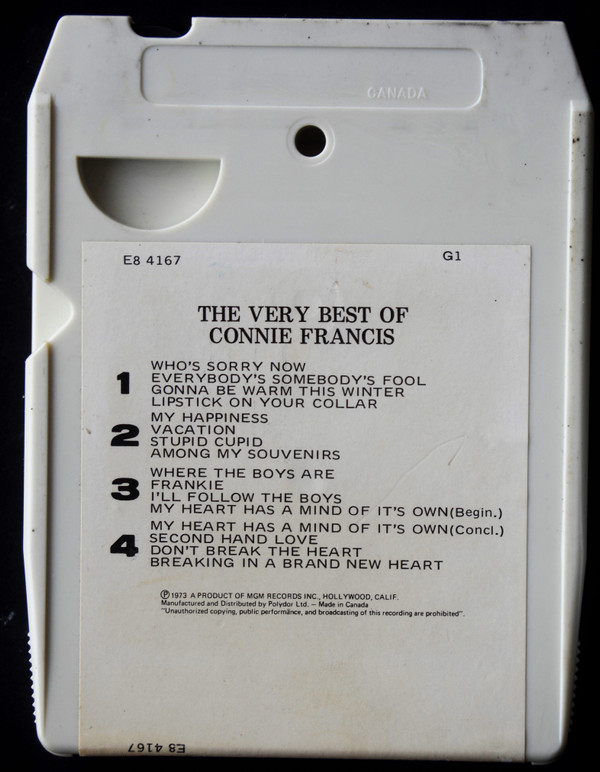 CANADA
E8 4167 G1
THE VERY BEST OF
CONNIE FRANCIS
1 WHO'S SORRY NOW
EVERYBODY'S SOMEBODY'S FOOL
GONNA BE WARM THIS WINTER
LIPSTICK ON YOUR COLLAR
2 MY HAPPINESS
VACATION
STUPID CUPID
AMONG MY SOUVENIRS
3 WHERE THE BOYS ARE
FRANKIE
I'LL FOLLOW THE BOYS
MY HEART HAS A MIND OF IT'S OWN(Begin.)
4 MY HEART HAS A MIND OF IT'S OWN(Concl.)
SECOND HAND LOVE
DON'T BREAK THE HEART
BREAKING IN A BRAND NEW HEART
Ⓟ1973 A PRODUCT OF MGM RECORDS INC., HOLLYWOOD, CALIF.
Manufactured and Distributed by Polydor Ltd. – Made in Canada
"Unauthorized copying, public performance, and broadcasting of this recording are prohibited".
E8 4167